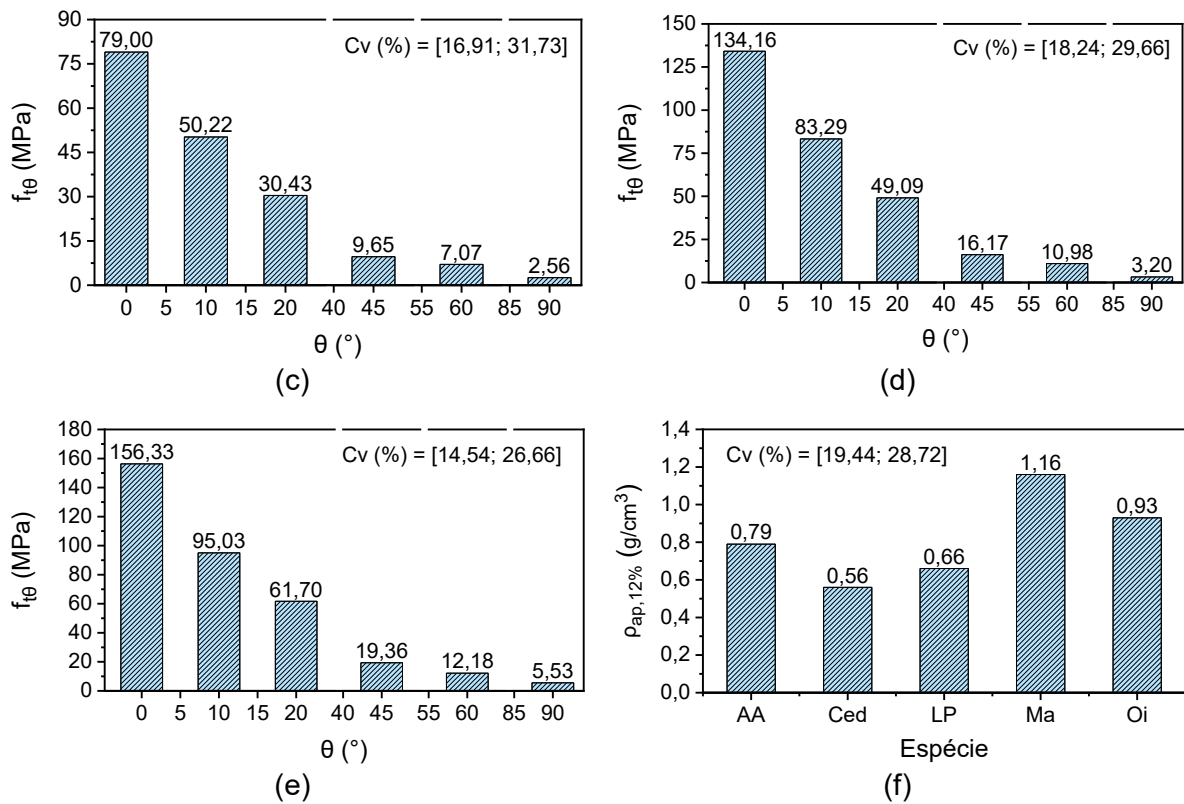 90
75
60
45
30
15
0
f_tθ (MPa)
79,00
50,22
30,43
9,65
7,07
2,56
Cv (%) = [16,91; 31,73]
0 5 10 15 20 40 45 55 60 85 90
θ (°)
(c)
150
125
100
75
50
25
0
f_tθ (MPa)
134,16
83,29
49,09
16,17
10,98
3,20
Cv (%) = [18,24; 29,66]
0 5 10 15 20 40 45 55 60 85 90
θ (°)
(d)
180
160
140
120
100
80
60
40
20
0
f_tθ (MPa)
156,33
95,03
61,70
19,36
12,18
5,53
Cv (%) = [14,54; 26,66]
0 5 10 15 20 40 45 55 60 85 90
θ (°)
(e)
1,4
1,2
1,0
0,8
0,6
0,4
0,2
0,0
ρ_ap,12% (g/cm³)
Cv (%) = [19,44; 28,72]
0,79
0,56
0,66
1,16
0,93
AA Ced LP Ma Oi
Espécie
(f)